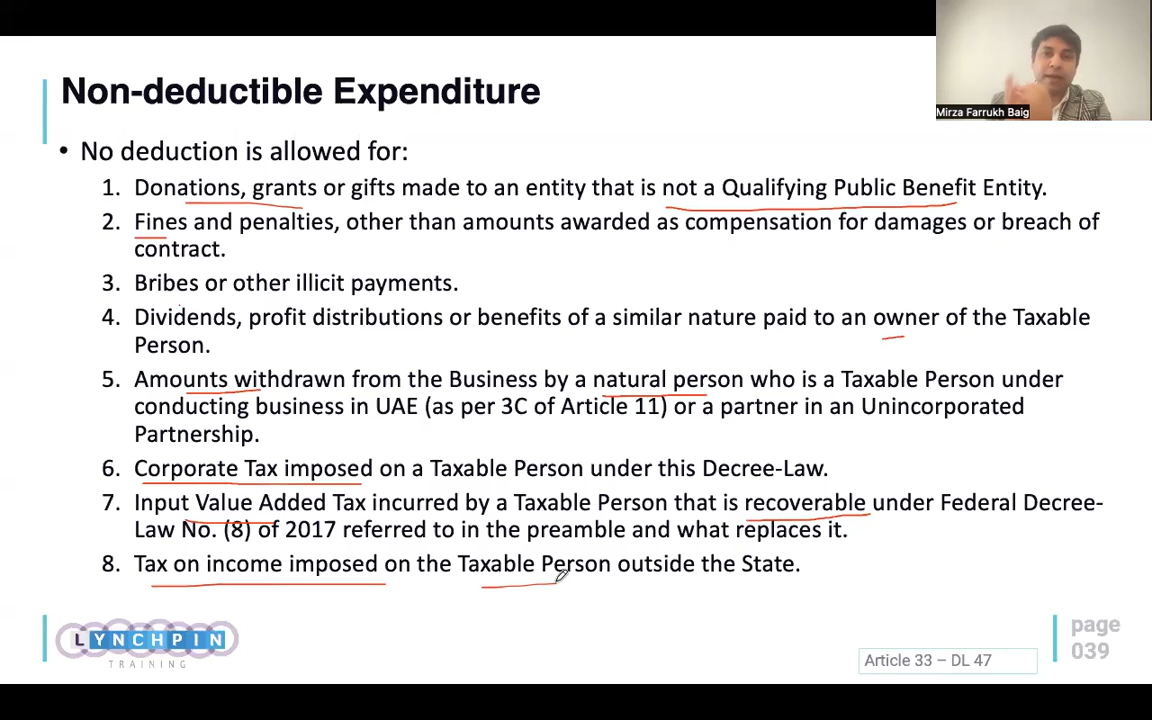 Mirza Farrukh Baig
Non-deductible Expenditure
• No deduction is allowed for:
1. Donations, grants or gifts made to an entity that is not a Qualifying Public Benefit Entity.
2. Fines and penalties, other than amounts awarded as compensation for damages or breach of
contract.
3. Bribes or other illicit payments.
4. Dividends, profit distributions or benefits of a similar nature paid to an owner of the Taxable
Person.
5. Amounts withdrawn from the Business by a natural person who is a Taxable Person under
conducting business in UAE (as per 3C of Article 11) or a partner in an Unincorporated
Partnership.
6. Corporate Tax imposed on a Taxable Person under this Decree-Law.
7. Input Value Added Tax incurred by a Taxable Person that is recoverable under Federal Decree-
Law No. (8) of 2017 referred to in the preamble and what replaces it.
8. Tax on income imposed on the Taxable Person outside the State.
LYNCHPIN
TRAINING
Article 33 – DL 47
page
039